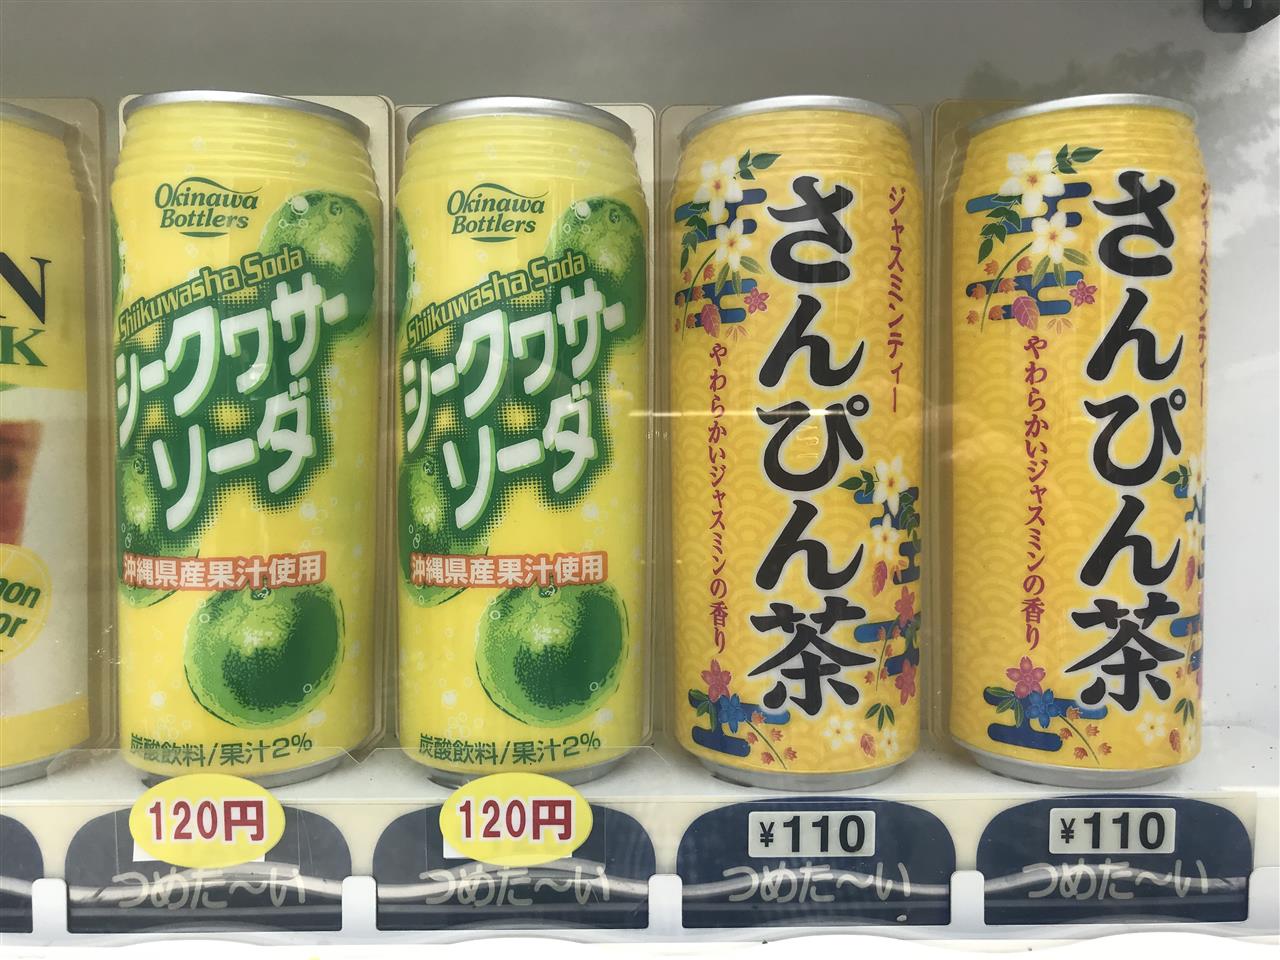 N
K
Okinawa
Bottlers
Shiikuwasha Soda
シークヮサー
ソーダ
沖縄県産果汁使用
炭酸飲料/果汁2%
Okinawa
Bottlers
Shiikuwasha Soda
シークヮサー
ソーダ
沖縄県産果汁使用
炭酸飲料/果汁2%
ジャスミンティー
さんぴん茶
やわらかいジャスミンの香り
ジャスミンティー
さんぴん茶
やわらかいジャスミンの香り
120円
120円
¥110
¥110
つめた〜い
つめた〜い
つめた〜い
つめた〜い